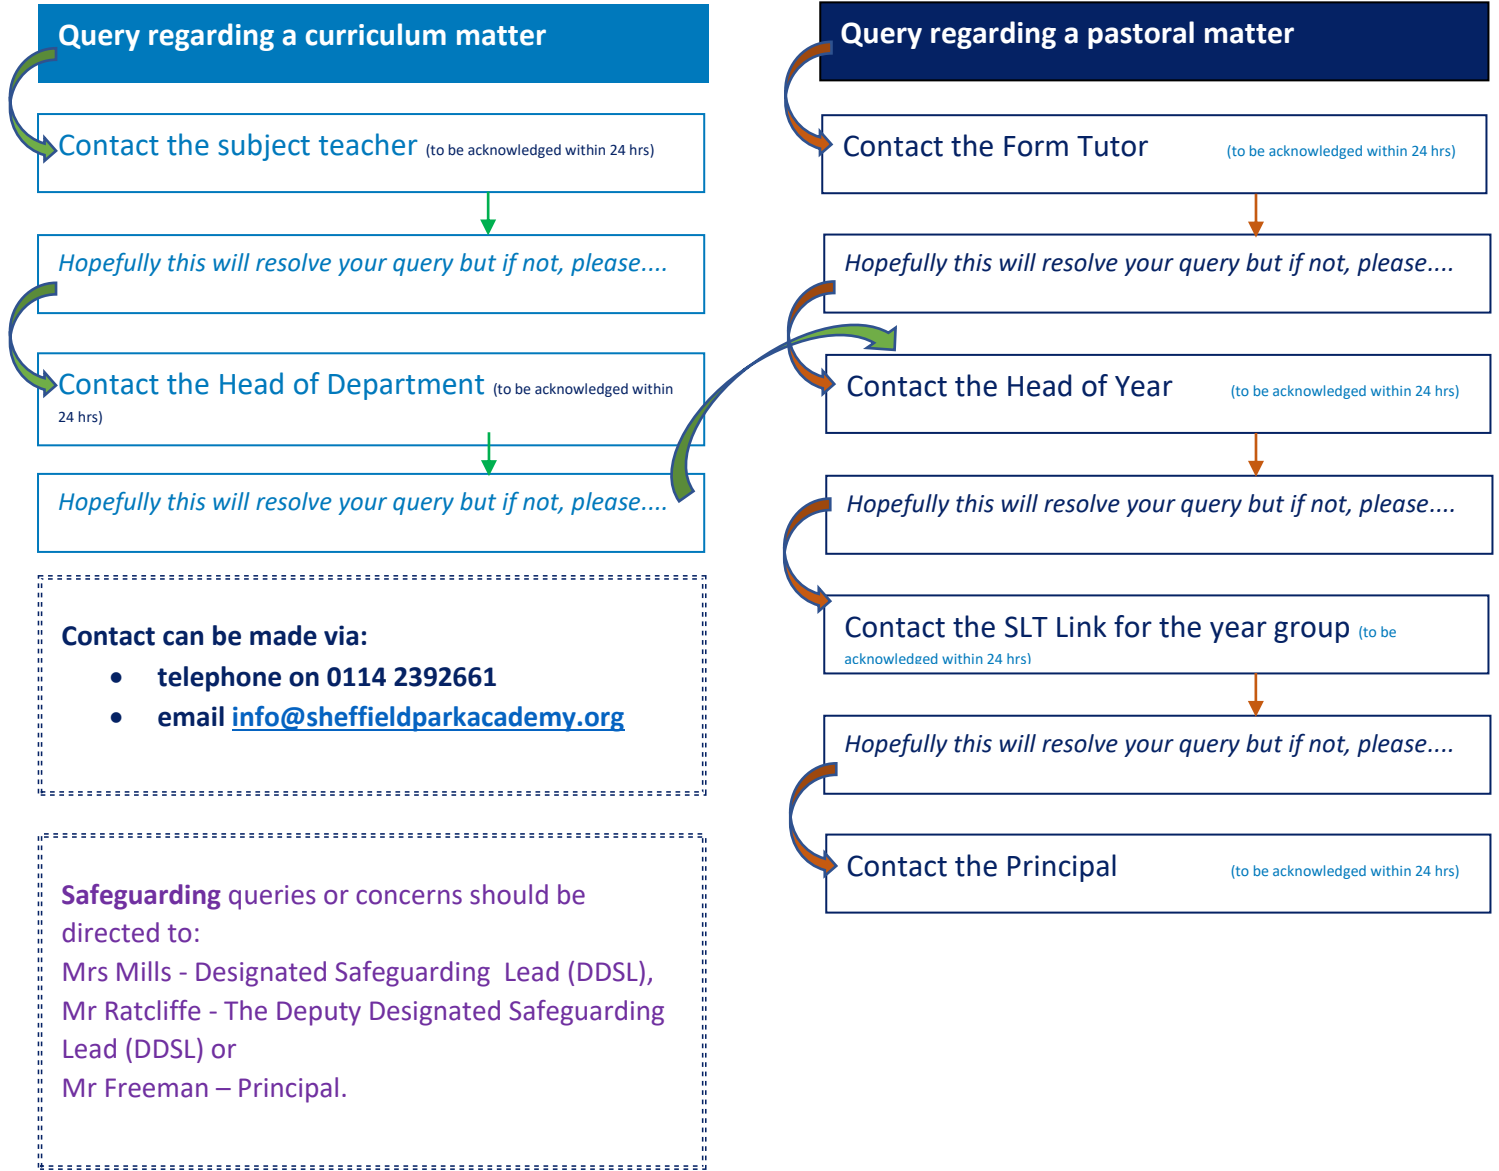 Query regarding a curriculum matter
Contact the subject teacher (to be acknowledged within 24 hrs)
Hopefully this will resolve your query but if not, please....
Contact the Head of Department (to be acknowledged within
24 hrs)
Hopefully this will resolve your query but if not, please....
Contact can be made via:
• telephone on 0114 2392661
• email info@sheffieldparkacademy.org
Safeguarding queries or concerns should be
directed to:
Mrs Mills - Designated Safeguarding Lead (DDSL),
Mr Ratcliffe - The Deputy Designated Safeguarding
Lead (DDSL) or
Mr Freeman – Principal.
Query regarding a pastoral matter
Contact the Form Tutor (to be acknowledged within 24 hrs)
Hopefully this will resolve your query but if not, please....
Contact the Head of Year (to be acknowledged within 24 hrs)
Hopefully this will resolve your query but if not, please....
Contact the SLT Link for the year group (to be
acknowledged within 24 hrs)
Hopefully this will resolve your query but if not, please....
Contact the Principal (to be acknowledged within 24 hrs)